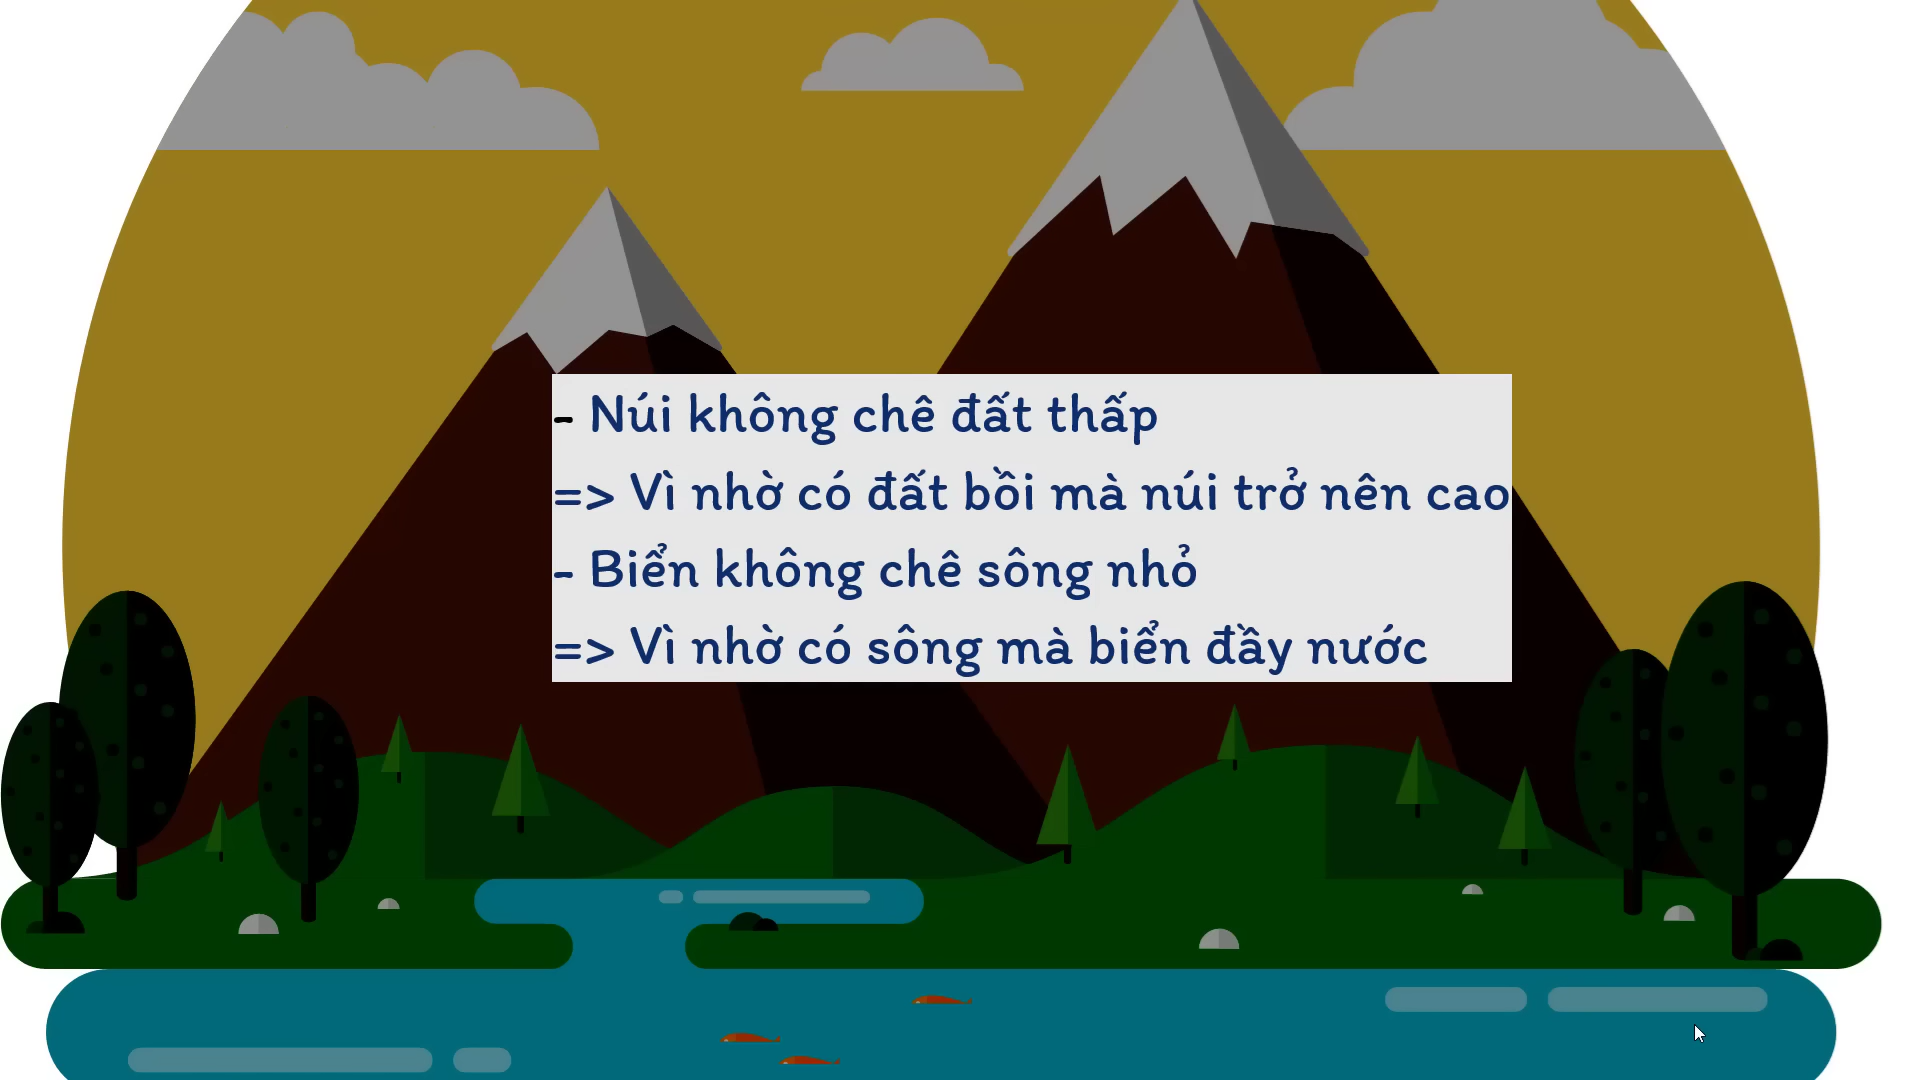 - Núi không chê đất thấp
=> Vì nhờ có đất bồi mà núi trở nên cao
- Biển không chê sông nhỏ
=> Vì nhờ có sông mà biển đầy nước